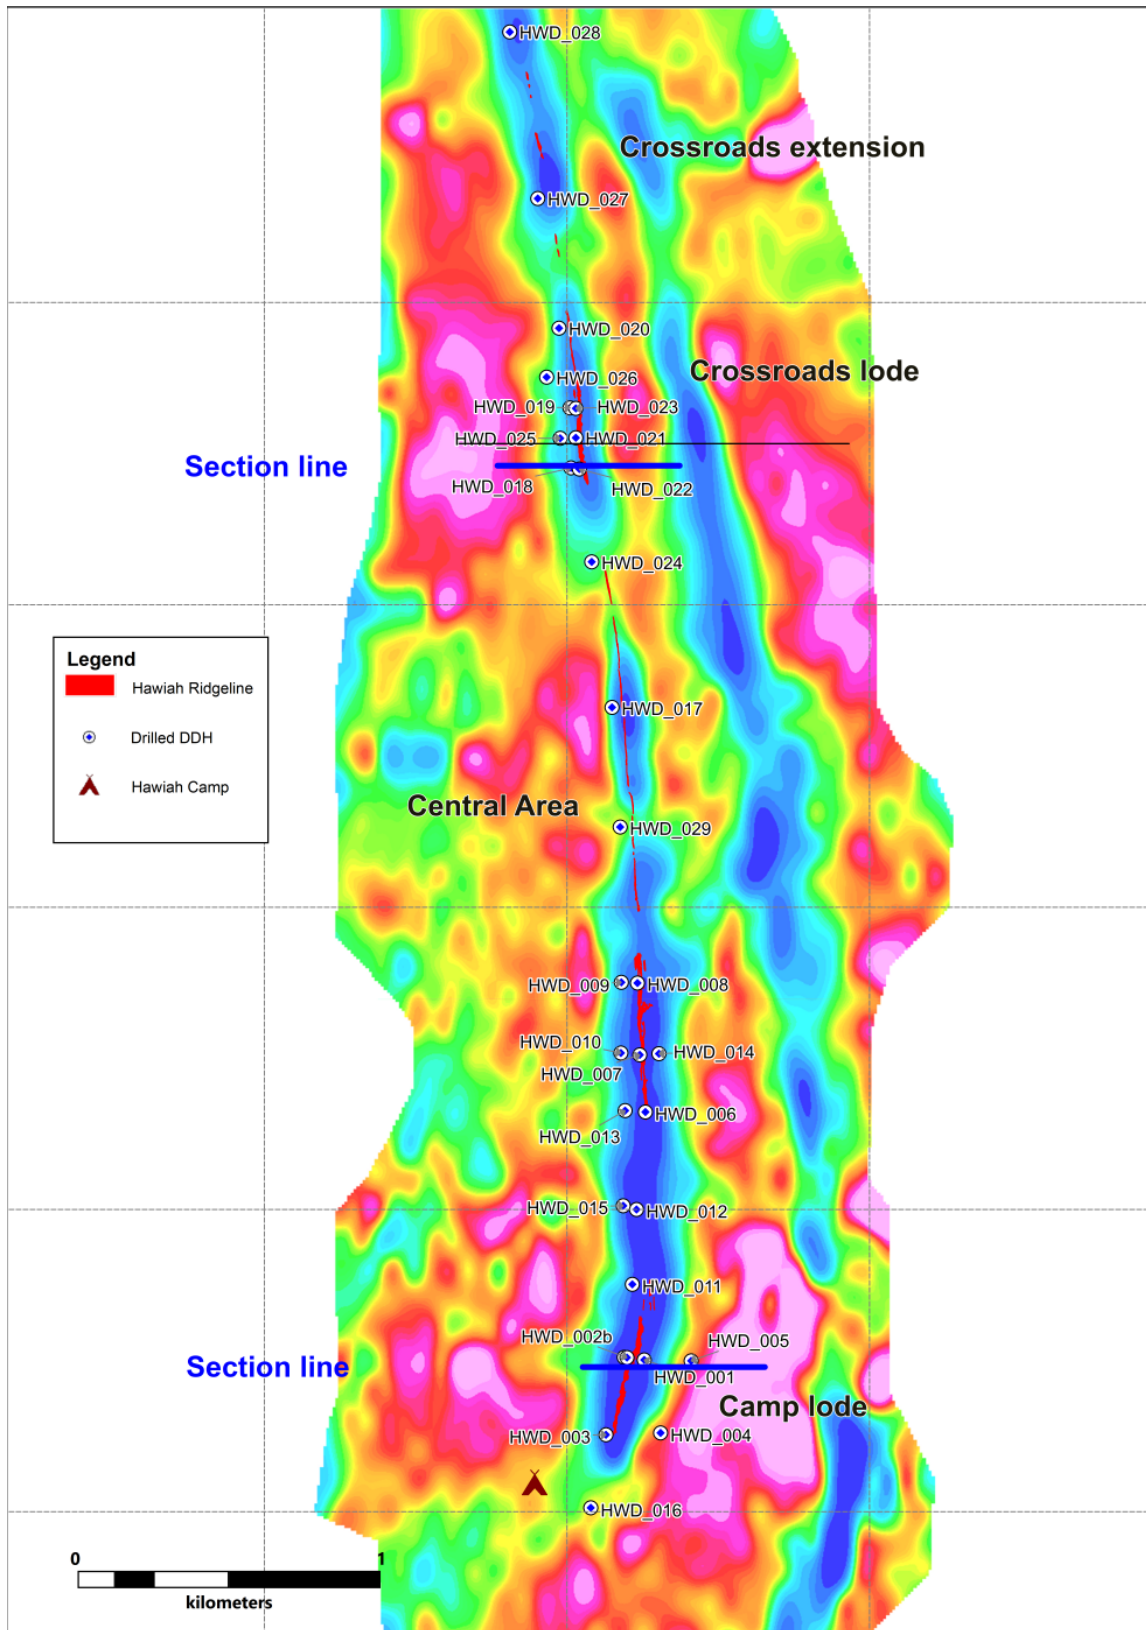 HWD_028
Crossroads extension
HWD_027
HWD_020
Crossroads lode
HWD_026
HWD_019
HWD_023
HWD_025
HWD_021
Section line
HWD_018
HWD_022
HWD_024
Legend
Hawiah Ridgeline
Drilled DDH
Hawiah Camp
HWD_017
Central Area
HWD_029
HWD_009
HWD_008
HWD_010
HWD_014
HWD_007
HWD_006
HWD_013
HWD_015
HWD_012
HWD_011
HWD_002b
HWD_005
Section line
HWD_001
Camp lode
HWD_003
HWD_004
HWD_016
0
1
kilometers